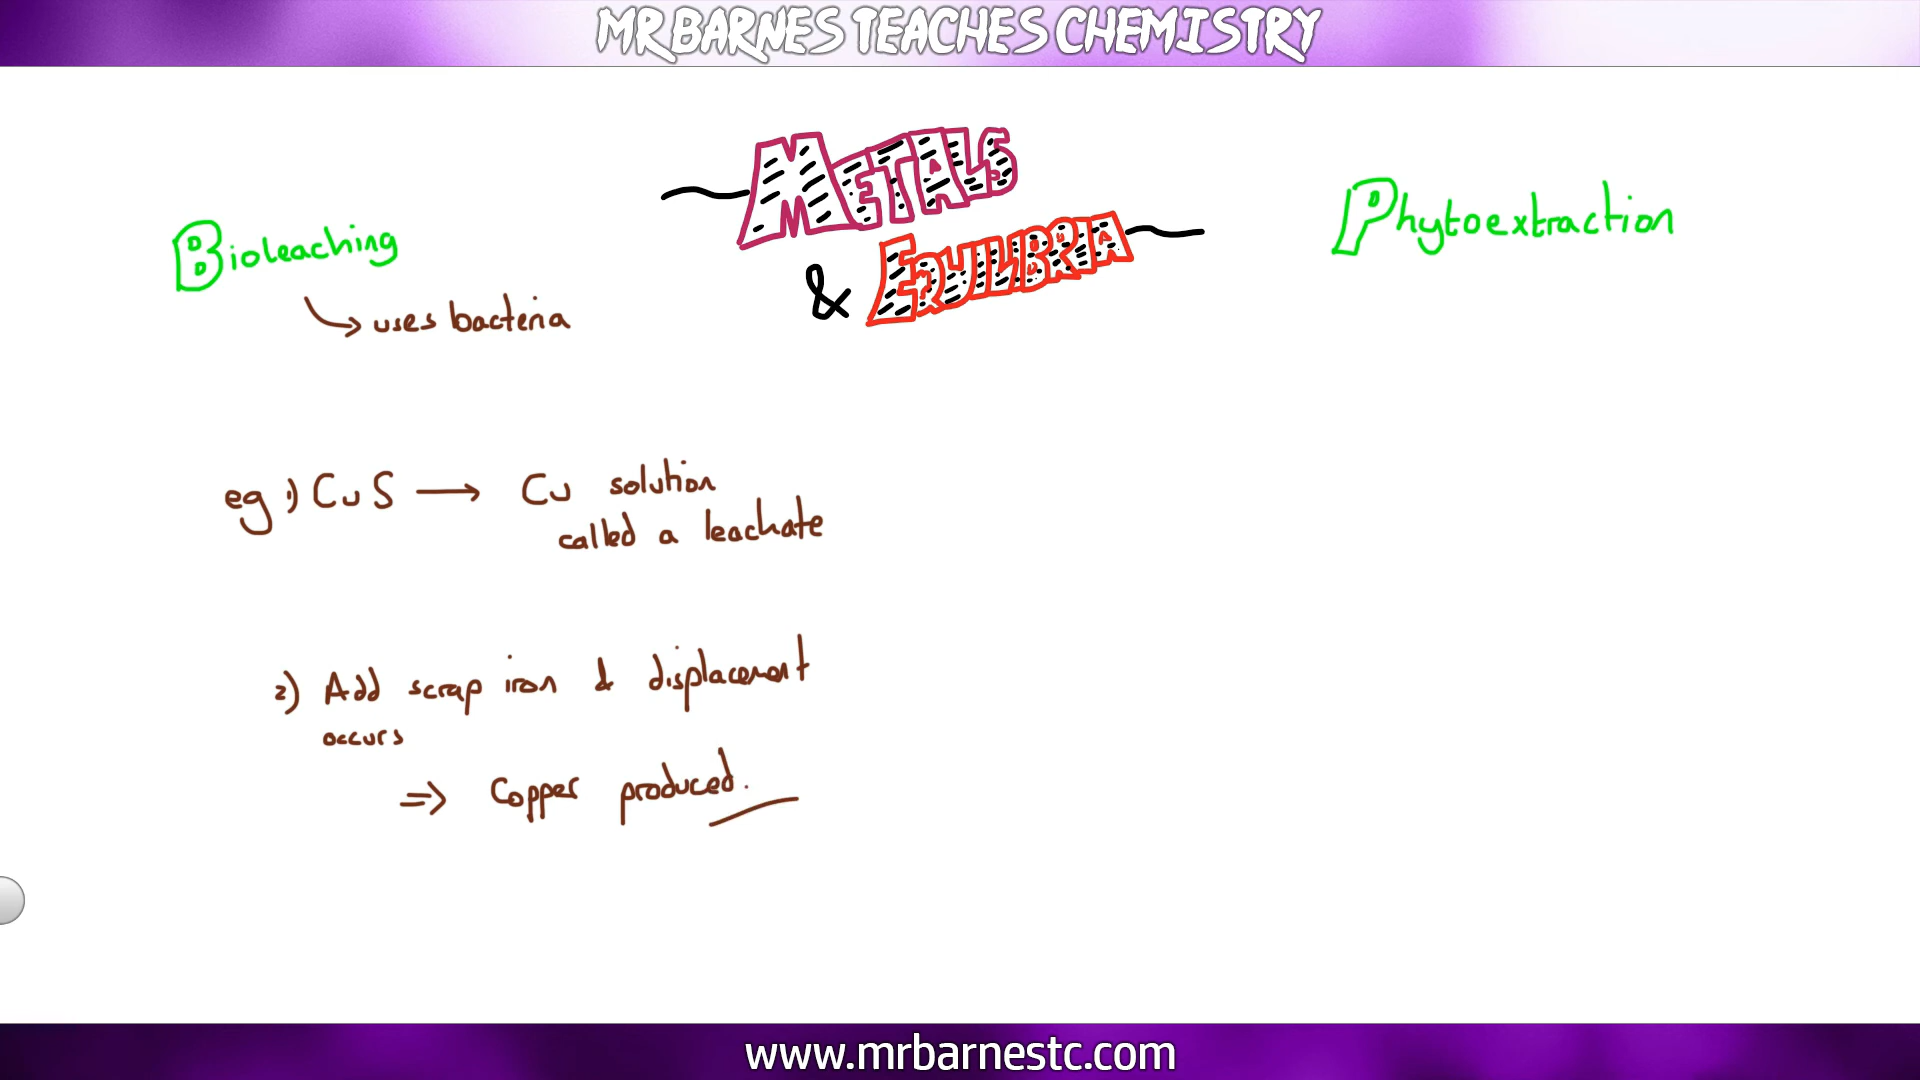 MR BARNES TEACHES CHEMISTRY
METALS
& EQUILIBRIA
Bioleaching
uses bacteria
eg 1) CuS → Cu solution
called a leachate
2) Add scrap iron & displacement
occurs
⇒ Copper produced.
Phytoextraction
www.mrbarnestc.com